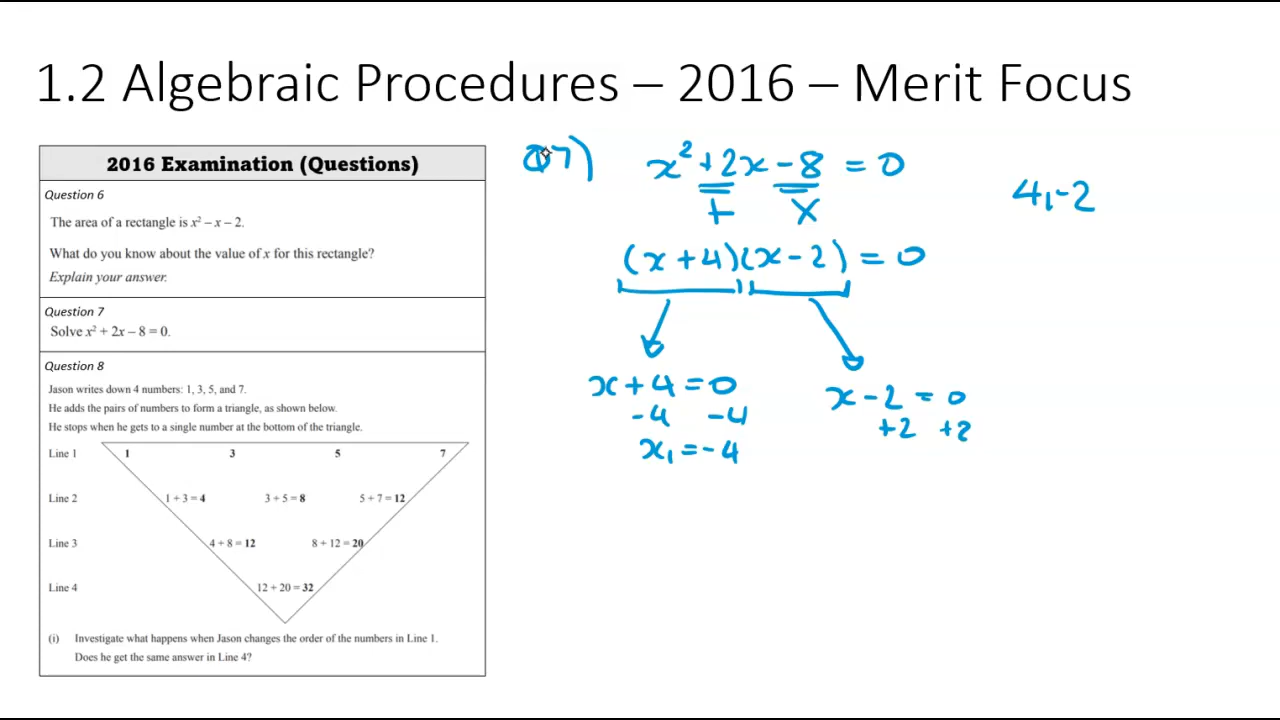 1.2 Algebraic Procedures – 2016 – Merit Focus
2016 Examination (Questions)
Question 6
The area of a rectangle is x² – x – 2.
What do you know about the value of x for this rectangle?
Explain your answer.
Question 7
Solve x² + 2x – 8 = 0.
Question 8
Jason writes down 4 numbers: 1, 3, 5, and 7.
He adds the pairs of numbers to form a triangle, as shown below.
He stops when he gets to a single number at the bottom of the triangle.
Line 1 1 3 5 7
Line 2 1 + 3 = 4 3 + 5 = 8 5 + 7 = 12
Line 3 4 + 8 = 12 8 + 12 = 20
Line 4 12 + 20 = 32
(i) Investigate what happens when Jason changes the order of the numbers in Line 1.
Does he get the same answer in Line 4?
Q7) x² + 2x – 8 = 0
+ ×
4, -2
(x + 4)(x – 2) = 0
x + 4 = 0
-4 -4
x₁ = -4
x – 2 = 0
+2 +2